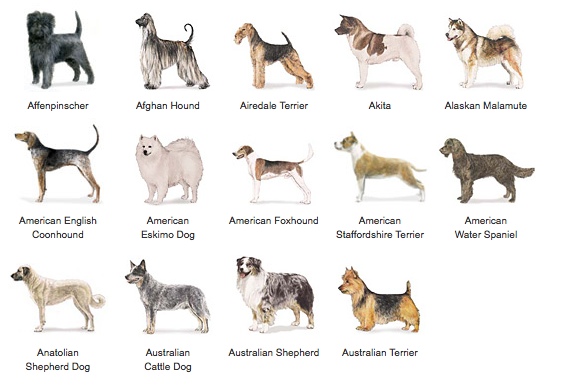 Affenpinscher
Afghan Hound
Airedale Terrier
Akita
Alaskan Malamute
American English
Coonhound
American
Eskimo Dog
American Foxhound
American
Staffordshire Terrier
American
Water Spaniel
Anatolian
Shepherd Dog
Australian
Cattle Dog
Australian Shepherd
Australian Terrier